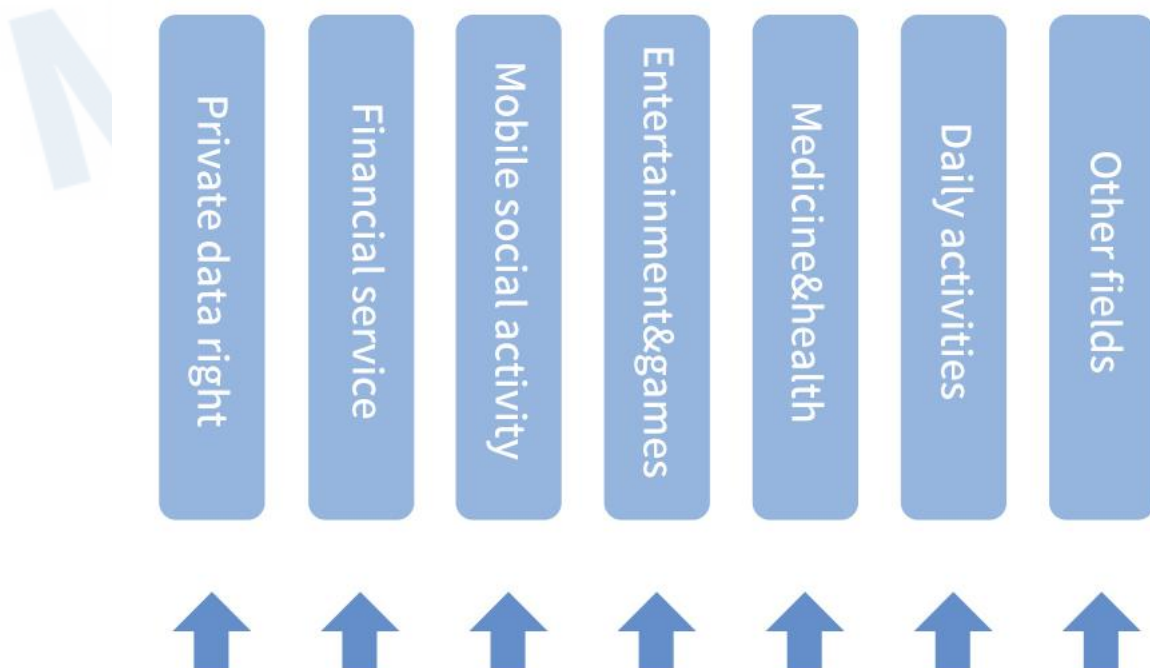 Private data right
Financial service
Mobile social activity
Entertainment&games
Medicine&health
Daily activities
Other fields